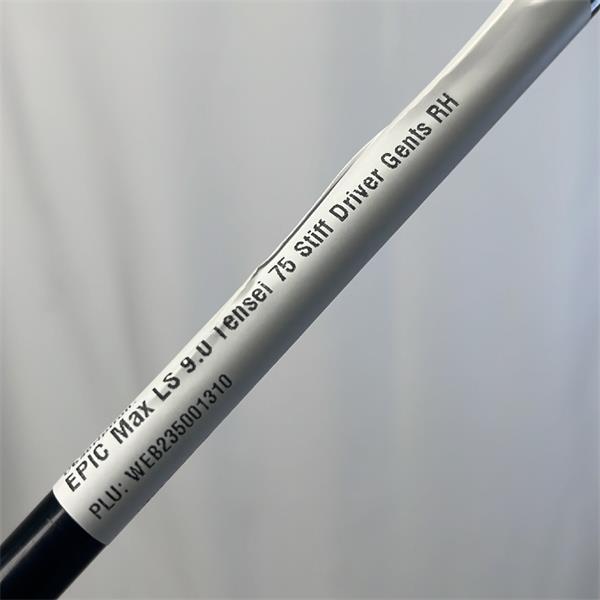 EPIC Max LS 9.0 Tensei 75 Stiff Driver Gents RH
PLU: WEB235001310